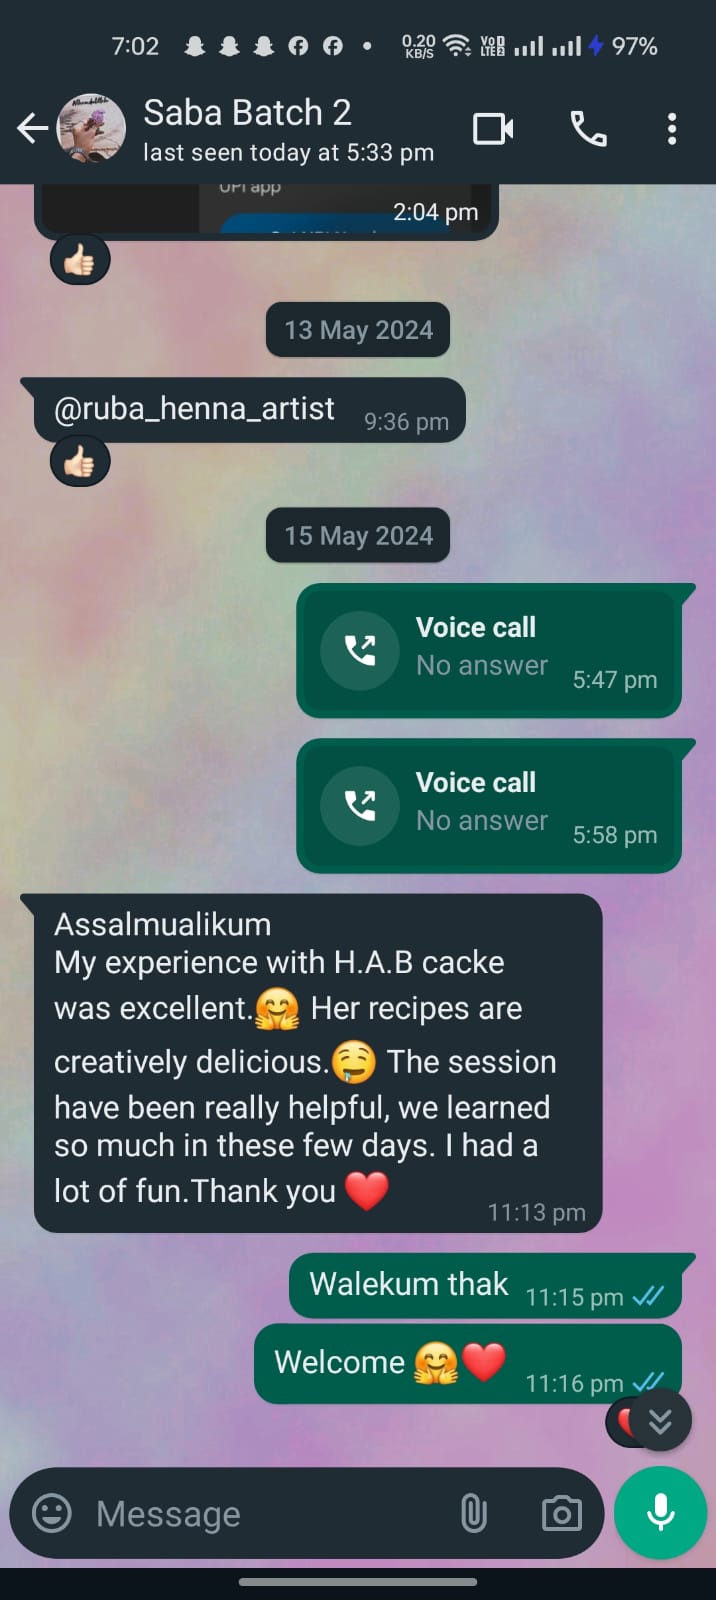 7:02 0.20 KB/S VoD LTE2 97%
Saba Batch 2
last seen today at 5:33 pm
UPI app
2:04 pm
13 May 2024
@ruba_henna_artist 9:36 pm
15 May 2024
Voice call
No answer 5:47 pm
Voice call
No answer 5:58 pm
Assalmualikum
My experience with H.A.B cacke
was excellent.🤗 Her recipes are
creatively delicious.🤤 The session
have been really helpful, we learned
so much in these few days. I had a
lot of fun.Thank you ❤️
11:13 pm
Walekum thak 11:15 pm
Welcome 🤗❤️ 11:16 pm
Message